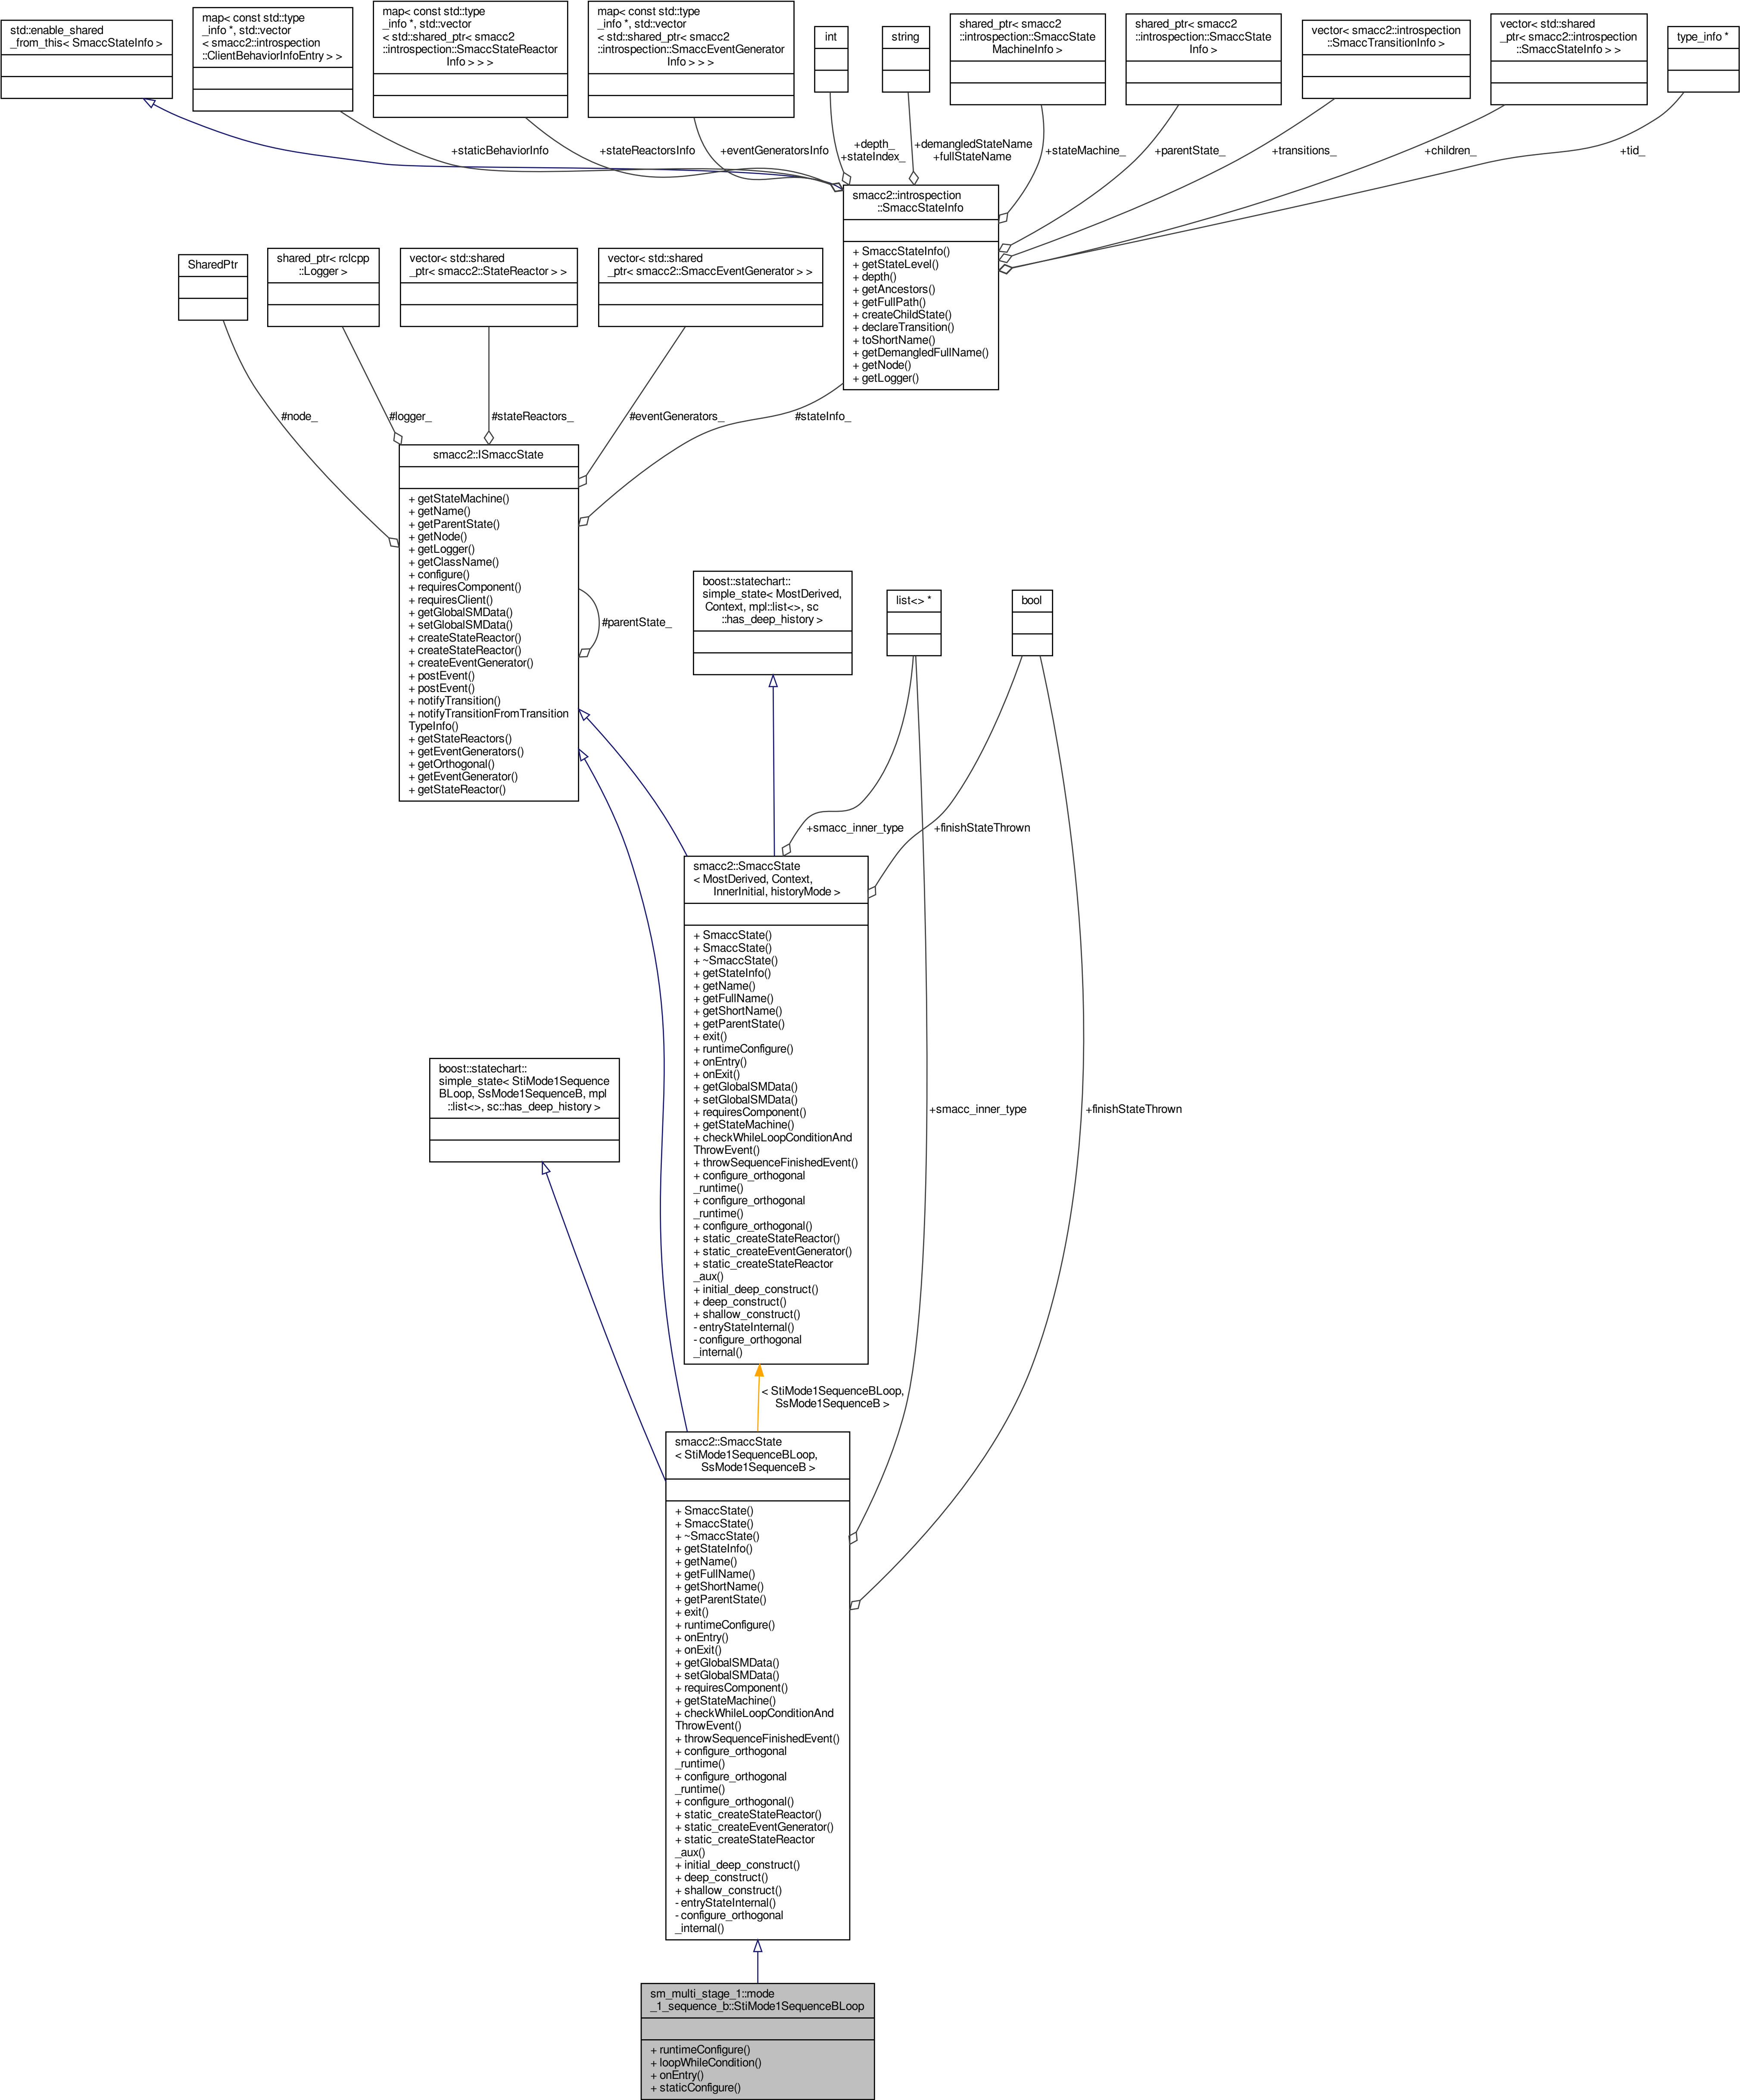 std::enable_shared
_from_this< SmaccStateInfo >
map< const std::type
_info *, std::vector
< smacc2::introspection
::ClientBehaviorInfoEntry > >
map< const std::type
_info *, std::vector
< std::shared_ptr< smacc2
::introspection::SmaccStateReactor
Info > > >
map< const std::type
_info *, std::vector
< std::shared_ptr< smacc2
::introspection::SmaccEventGenerator
Info > > >
int
string
shared_ptr< smacc2
::introspection::SmaccState
MachineInfo >
shared_ptr< smacc2
::introspection::SmaccState
Info >
vector< smacc2::introspection
::SmaccTransitionInfo >
vector< std::shared
_ptr< smacc2::introspection
::SmaccStateInfo > >
type_info *
+staticBehaviorInfo
+stateReactorsInfo
+eventGeneratorsInfo
+depth_
+stateIndex_
+demangledStateName
+fullStateName
+stateMachine_
+parentState_
+transitions_
+children_
+tid_
smacc2::introspection
::SmaccStateInfo
+ SmaccStateInfo()
+ getStateLevel()
+ depth()
+ getAncestors()
+ getFullPath()
+ createChildState()
+ declareTransition()
+ toShortName()
+ getDemangledFullName()
+ getNode()
+ getLogger()
SharedPtr
shared_ptr< rclcpp
::Logger >
vector< std::shared
_ptr< smacc2::StateReactor > >
vector< std::shared
_ptr< smacc2::SmaccEventGenerator > >
#node_
#logger_
#stateReactors_
#eventGenerators_
#stateInfo_
smacc2::ISmaccState
+ getStateMachine()
+ getName()
+ getParentState()
+ getNode()
+ getLogger()
+ getClassName()
+ configure()
+ requiresComponent()
+ requiresClient()
+ getGlobalSMData()
+ setGlobalSMData()
+ createStateReactor()
+ createStateReactor()
+ createEventGenerator()
+ postEvent()
+ postEvent()
+ notifyTransition()
+ notifyTransitionFromTransition
TypeInfo()
+ getStateReactors()
+ getEventGenerators()
+ getOrthogonal()
+ getEventGenerator()
+ getStateReactor()
#parentState_
boost::statechart::
simple_state< MostDerived,
Context, mpl::list<>, sc
::has_deep_history >
list<> *
bool
+smacc_inner_type
+finishStateThrown
smacc2::SmaccState
< MostDerived, Context,
InnerInitial, historyMode >
+ SmaccState()
+ SmaccState()
+ ~SmaccState()
+ getStateInfo()
+ getName()
+ getFullName()
+ getShortName()
+ getParentState()
+ exit()
+ runtimeConfigure()
+ onEntry()
+ onExit()
+ getGlobalSMData()
+ setGlobalSMData()
+ requiresComponent()
+ getStateMachine()
+ checkWhileLoopConditionAnd
ThrowEvent()
+ throwSequenceFinishedEvent()
+ configure_orthogonal
_runtime()
+ configure_orthogonal
_runtime()
+ configure_orthogonal()
+ static_createStateReactor()
+ static_createEventGenerator()
+ static_createStateReactor
_aux()
+ initial_deep_construct()
+ deep_construct()
+ shallow_construct()
- entryStateInternal()
- configure_orthogonal
_internal()
boost::statechart::
simple_state< StiMode1Sequence
BLoop, SsMode1SequenceB, mpl
::list<>, sc::has_deep_history >
+smacc_inner_type
+finishStateThrown
< StiMode1SequenceBLoop,
SsMode1SequenceB >
smacc2::SmaccState
< StiMode1SequenceBLoop,
SsMode1SequenceB >
+ SmaccState()
+ SmaccState()
+ ~SmaccState()
+ getStateInfo()
+ getName()
+ getFullName()
+ getShortName()
+ getParentState()
+ exit()
+ runtimeConfigure()
+ onEntry()
+ onExit()
+ getGlobalSMData()
+ setGlobalSMData()
+ requiresComponent()
+ getStateMachine()
+ checkWhileLoopConditionAnd
ThrowEvent()
+ throwSequenceFinishedEvent()
+ configure_orthogonal
_runtime()
+ configure_orthogonal
_runtime()
+ configure_orthogonal()
+ static_createStateReactor()
+ static_createEventGenerator()
+ static_createStateReactor
_aux()
+ initial_deep_construct()
+ deep_construct()
+ shallow_construct()
- entryStateInternal()
- configure_orthogonal
_internal()
sm_multi_stage_1::mode
_1_sequence_b::StiMode1SequenceBLoop
+ runtimeConfigure()
+ loopWhileCondition()
+ onEntry()
+ staticConfigure()